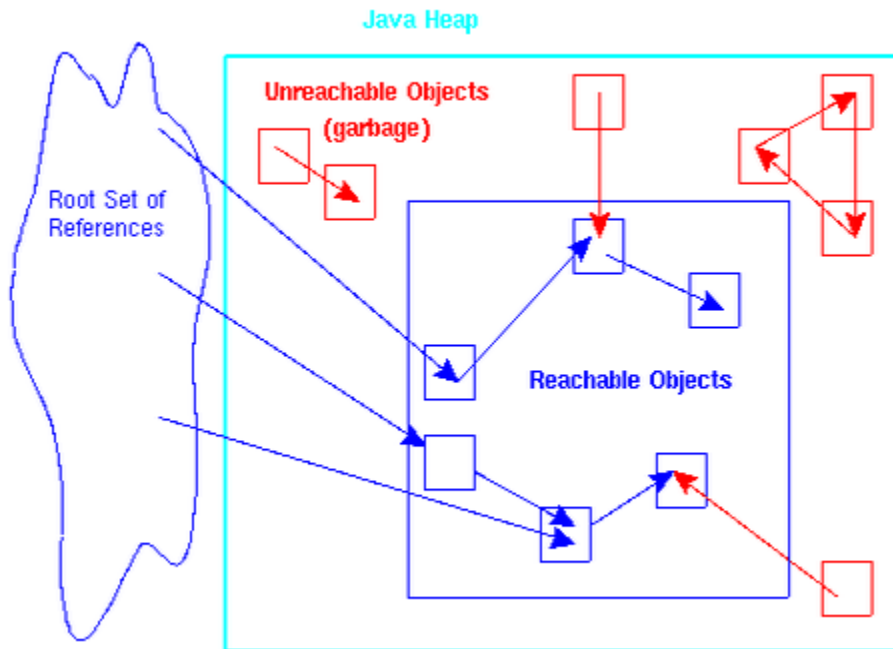 Java Heap
Unreachable Objects
(garbage)
Root Set of
References
Reachable Objects